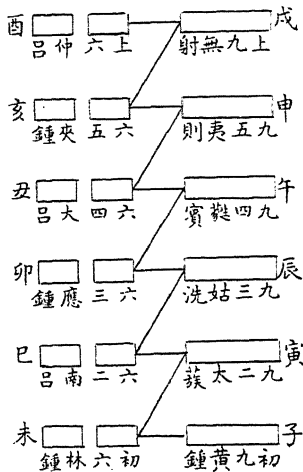 戌 酉
上九無射 上六仲呂
申 亥
九五夷則 六五夾鍾
午 丑
九四蕤賓 六四大呂
辰 卯
九三姑洗 六三應鍾
寅 巳
九二太蔟 六二南呂
子 未
初九黃鍾 初六林鍾